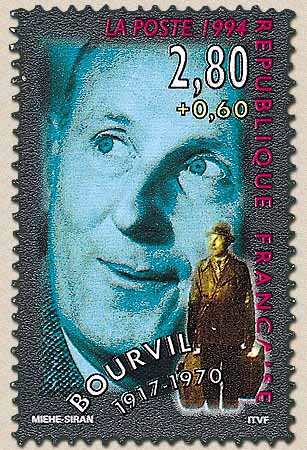 LA POSTE 1994
2,80
+0,60
REPUBLIQUE FRANÇAISE
BOURVIL
1917-1970
MIEHE-SIRAN
ITVF